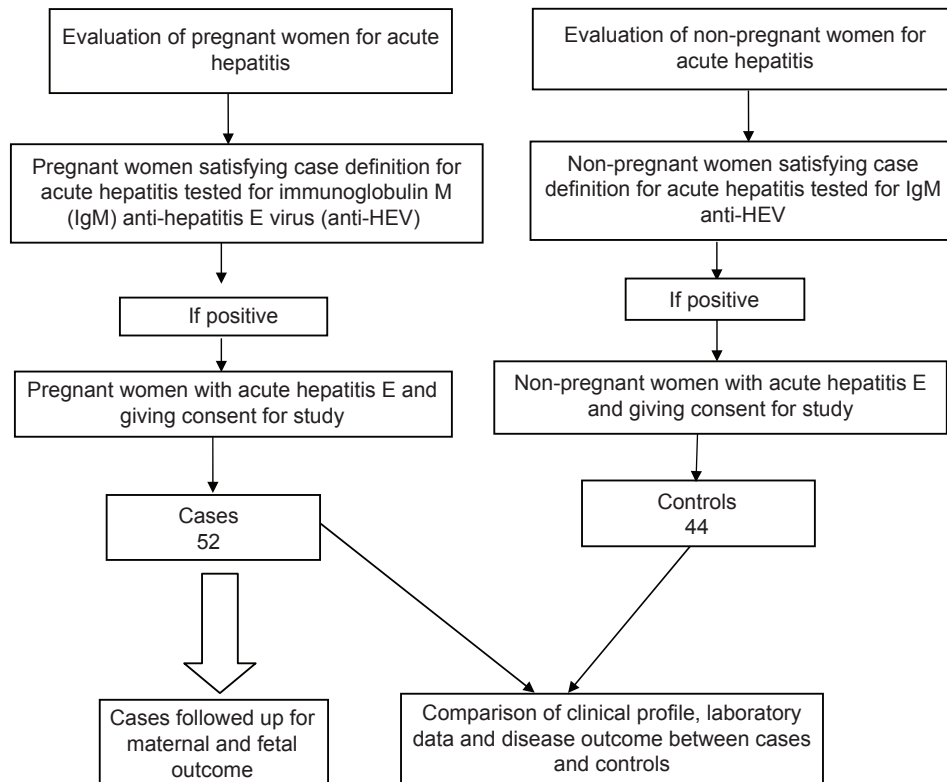 Evaluation of pregnant women for acute
hepatitis
Pregnant women satisfying case definition for
acute hepatitis tested for immunoglobulin M
(IgM) anti-hepatitis E virus (anti-HEV)
If positive
Pregnant women with acute hepatitis E and
giving consent for study
Cases
52
Cases followed up for
maternal and fetal
outcome
Evaluation of non-pregnant women for
acute hepatitis
Non-pregnant women satisfying case
definition for acute hepatitis tested for IgM
anti-HEV
If positive
Non-pregnant women with acute hepatitis E
and giving consent for study
Controls
44
Comparison of clinical profile, laboratory
data and disease outcome between cases
and controls